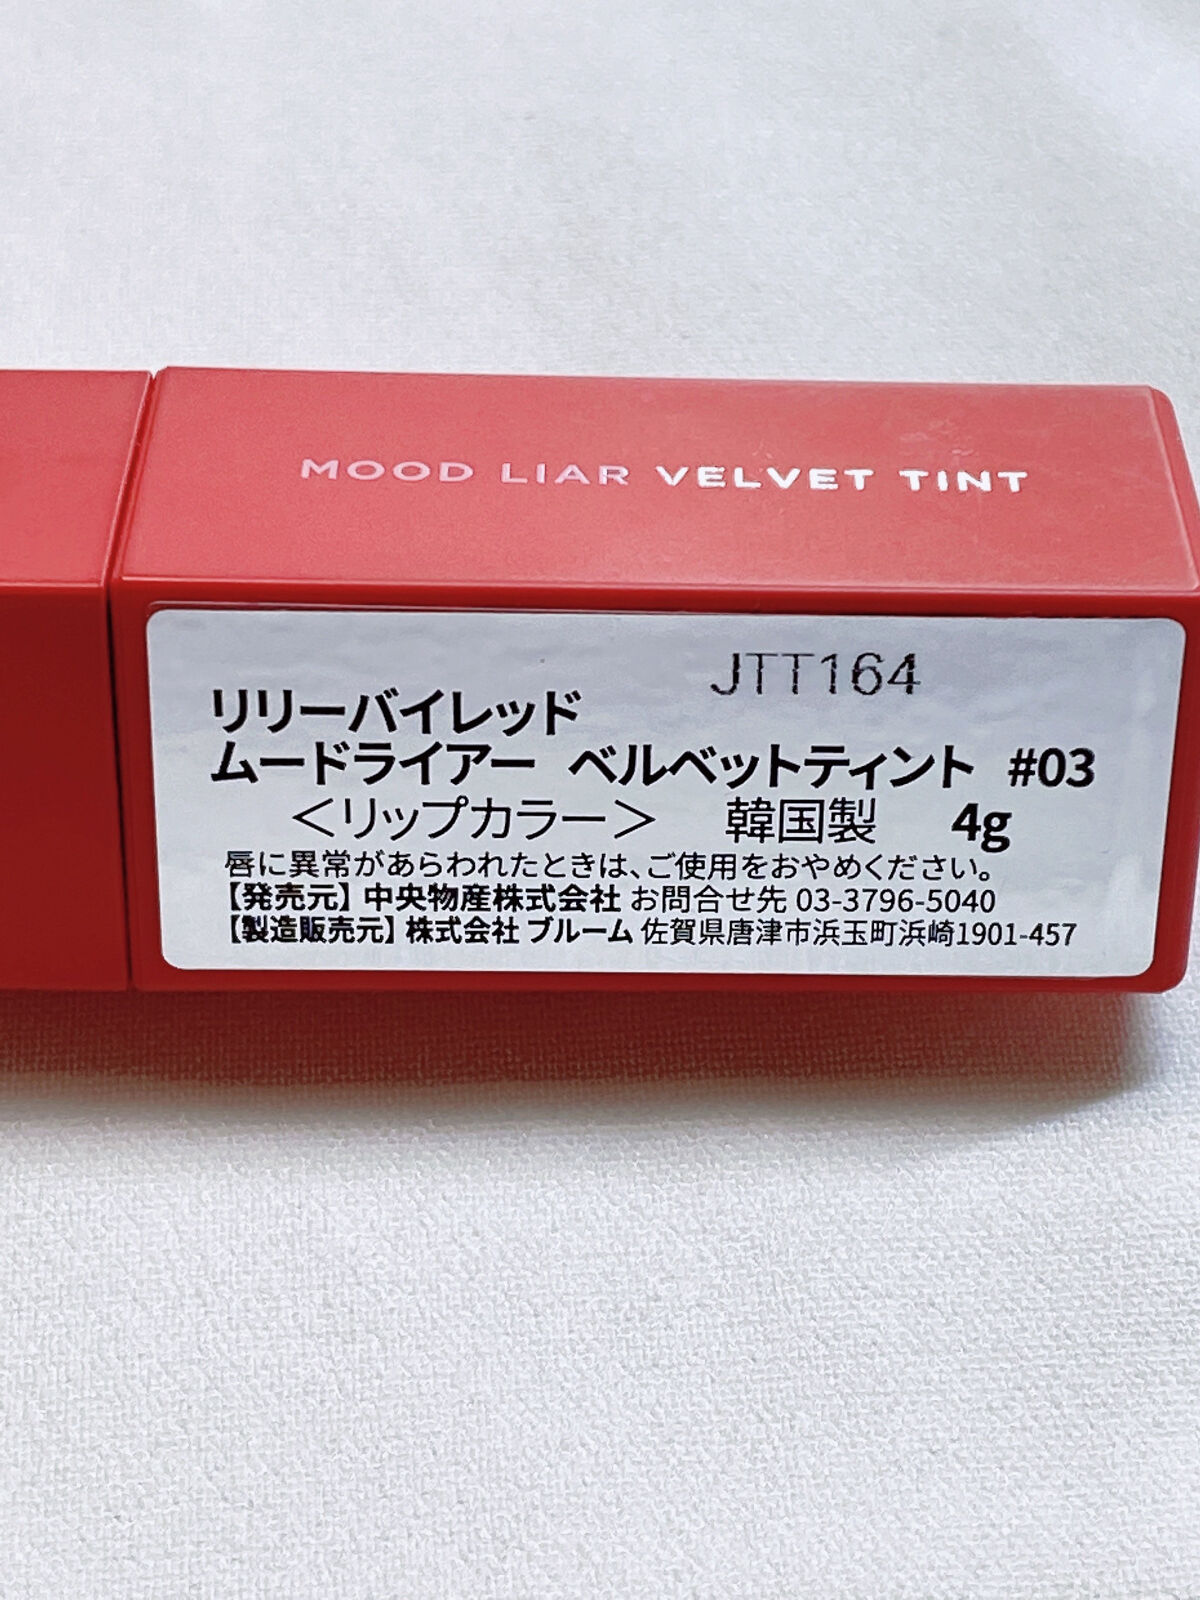 MOOD LIAR VELVET TINT
JTT164
リリーバイレッド
ムードライアー ベルベットティント #03
＜リップカラー＞ 韓国製 4g
唇に異常があらわれたときは、ご使用をおやめください。
【発売元】中央物産株式会社 お問合せ先 03-3796-5040
【製造販売元】株式会社 ブルーム 佐賀県唐津市浜玉町浜崎1901-457